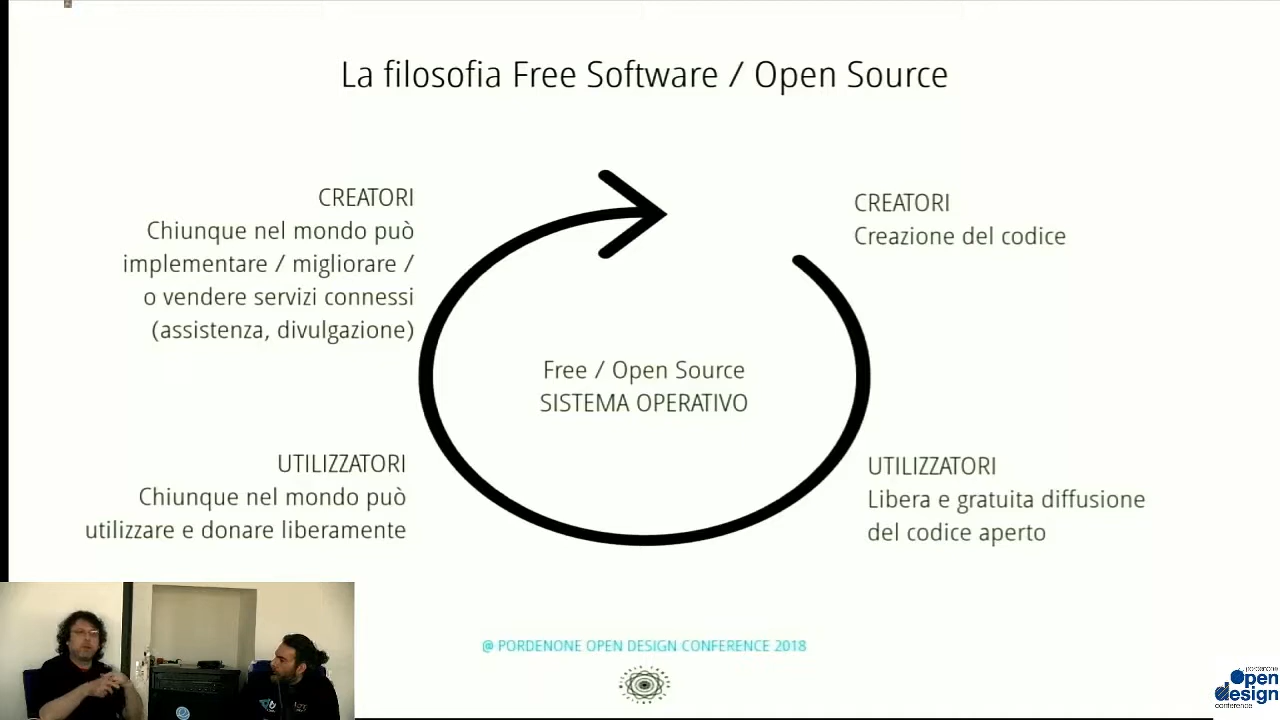 La filosofia Free Software / Open Source
CREATORI
Chiunque nel mondo può
implementare / migliorare /
o vendere servizi connessi
(assistenza, divulgazione)
CREATORI
Creazione del codice
Free / Open Source
SISTEMA OPERATIVO
UTILIZZATORI
Chiunque nel mondo può
utilizzare e donare liberamente
UTILIZZATORI
Libera e gratuita diffusione
del codice aperto
@ PORDENONE OPEN DESIGN CONFERENCE 2018
pordenone
open
design
conference